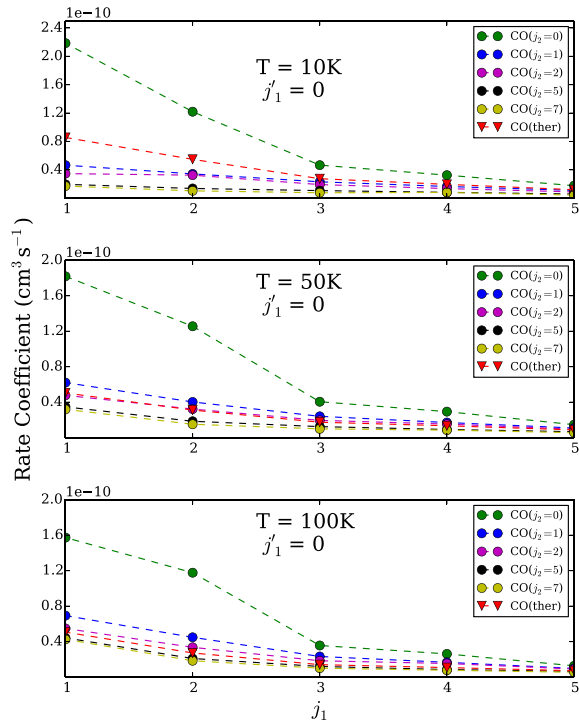 1e−10
2.4
2.0
1.6
1.2
0.8
0.4
1 2 3 4 5
T = 10K
j′₁ = 0
CO(j₂=0)
CO(j₂=1)
CO(j₂=2)
CO(j₂=5)
CO(j₂=7)
CO(ther)
Rate Coefficient (cm³ s⁻¹)
1e−10
2.0
1.6
1.2
0.8
0.4
1 2 3 4 5
T = 50K
j′₁ = 0
CO(j₂=0)
CO(j₂=1)
CO(j₂=2)
CO(j₂=5)
CO(j₂=7)
CO(ther)
1e−10
2.0
1.6
1.2
0.8
0.4
1 2 3 4 5
T = 100K
j′₁ = 0
CO(j₂=0)
CO(j₂=1)
CO(j₂=2)
CO(j₂=5)
CO(j₂=7)
CO(ther)
j₁